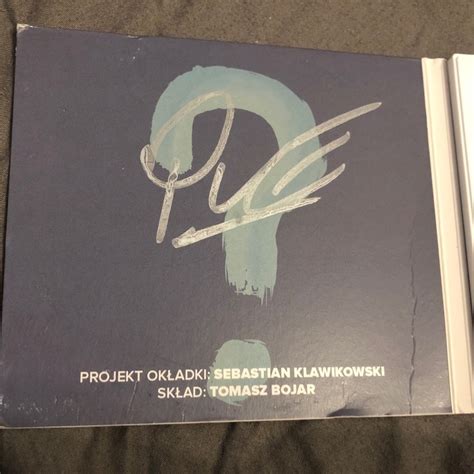 ?
PROJEKT OKŁADKI: SEBASTIAN KLAWIKOWSKI
SKŁAD: TOMASZ BOJAR